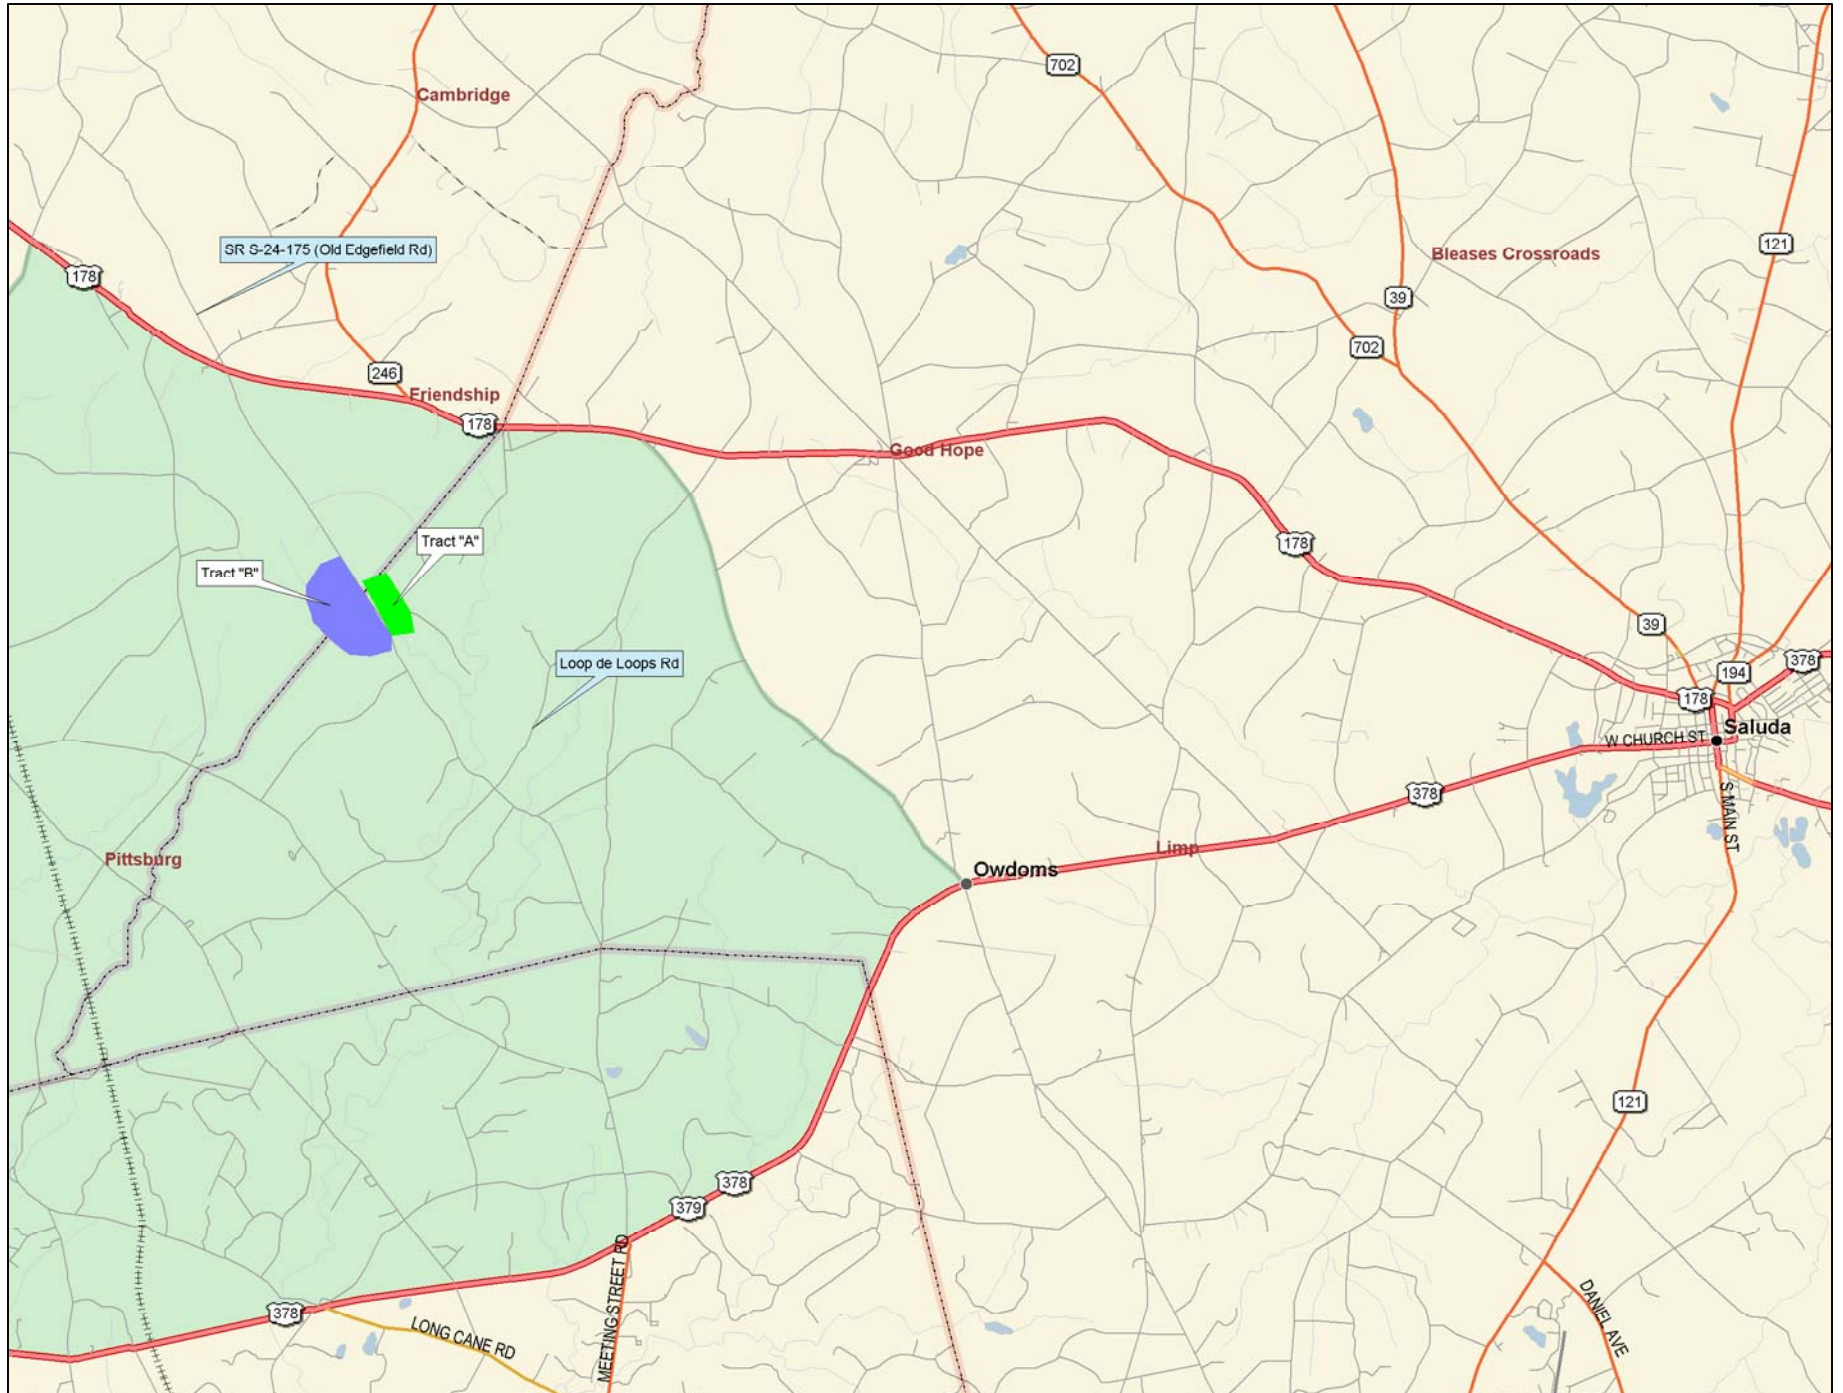 702
Cambridge
121
SR S-24-175 (Old Edgefield Rd)
Bleases Crossroads
178
39
702
246
Friendship
178
Good Hope
Tract "A"
178
Tract "B"
39
Loop de Loops Rd
378
194
178
Saluda
W CHURCH ST
378
S MAIN ST
Limp
Pittsburg
Owdoms
121
378
379
MEETING STREET RD
378
LONG CANE RD
DANIEL AVE